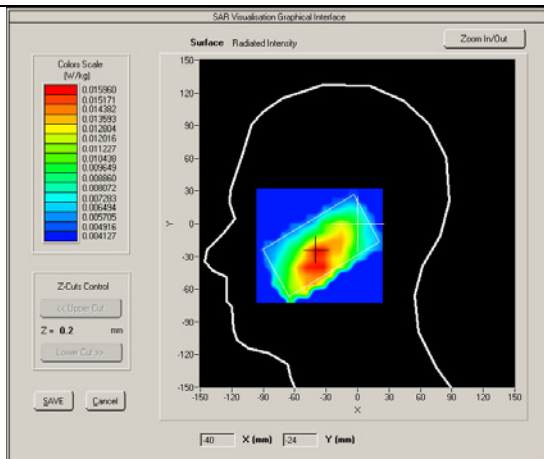 SAR Visualisation Graphical Interface
Surface Radiated Intensity
Zoom In/Out
Colors Scale
(W/kg)
0.015960
0.015171
0.014382
0.013593
0.012804
0.012016
0.011227
0.010438
0.009649
0.008860
0.008072
0.007283
0.006494
0.005705
0.004916
0.004127
Z-Cuts Control
<< Upper Cut
Z = 0.2 mm
Lower Cut >>
SAVE Cancel
150
120
90
60
30
0
-30
-60
-90
-120
-150
Y
-150 -120 -90 -60 -30 0 30 60 90 120 150
X
-40 X (mm) -24 Y (mm)